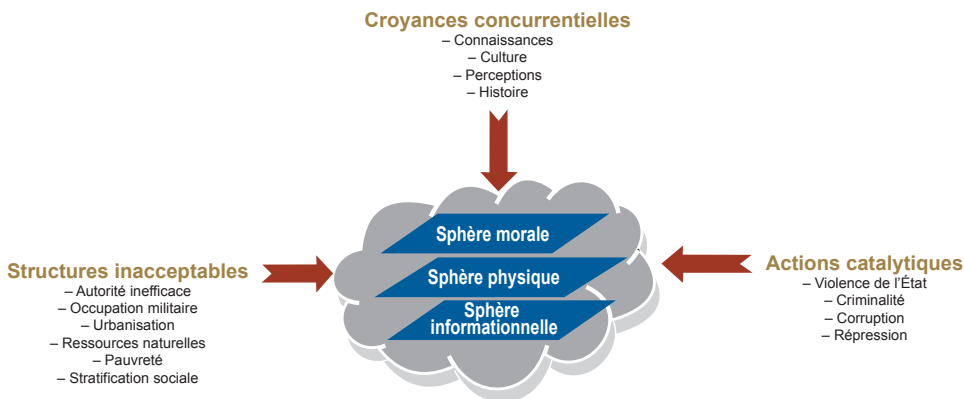 Croyances concurrentielles
– Connaissances
– Culture
– Perceptions
– Histoire
Sphère morale
Sphère physique
Sphère
informationnelle
Structures inacceptables
– Autorité inefficace
– Occupation militaire
– Urbanisation
– Ressources naturelles
– Pauvreté
– Stratification sociale
Actions catalytiques
– Violence de l’État
– Criminalité
– Corruption
– Répression